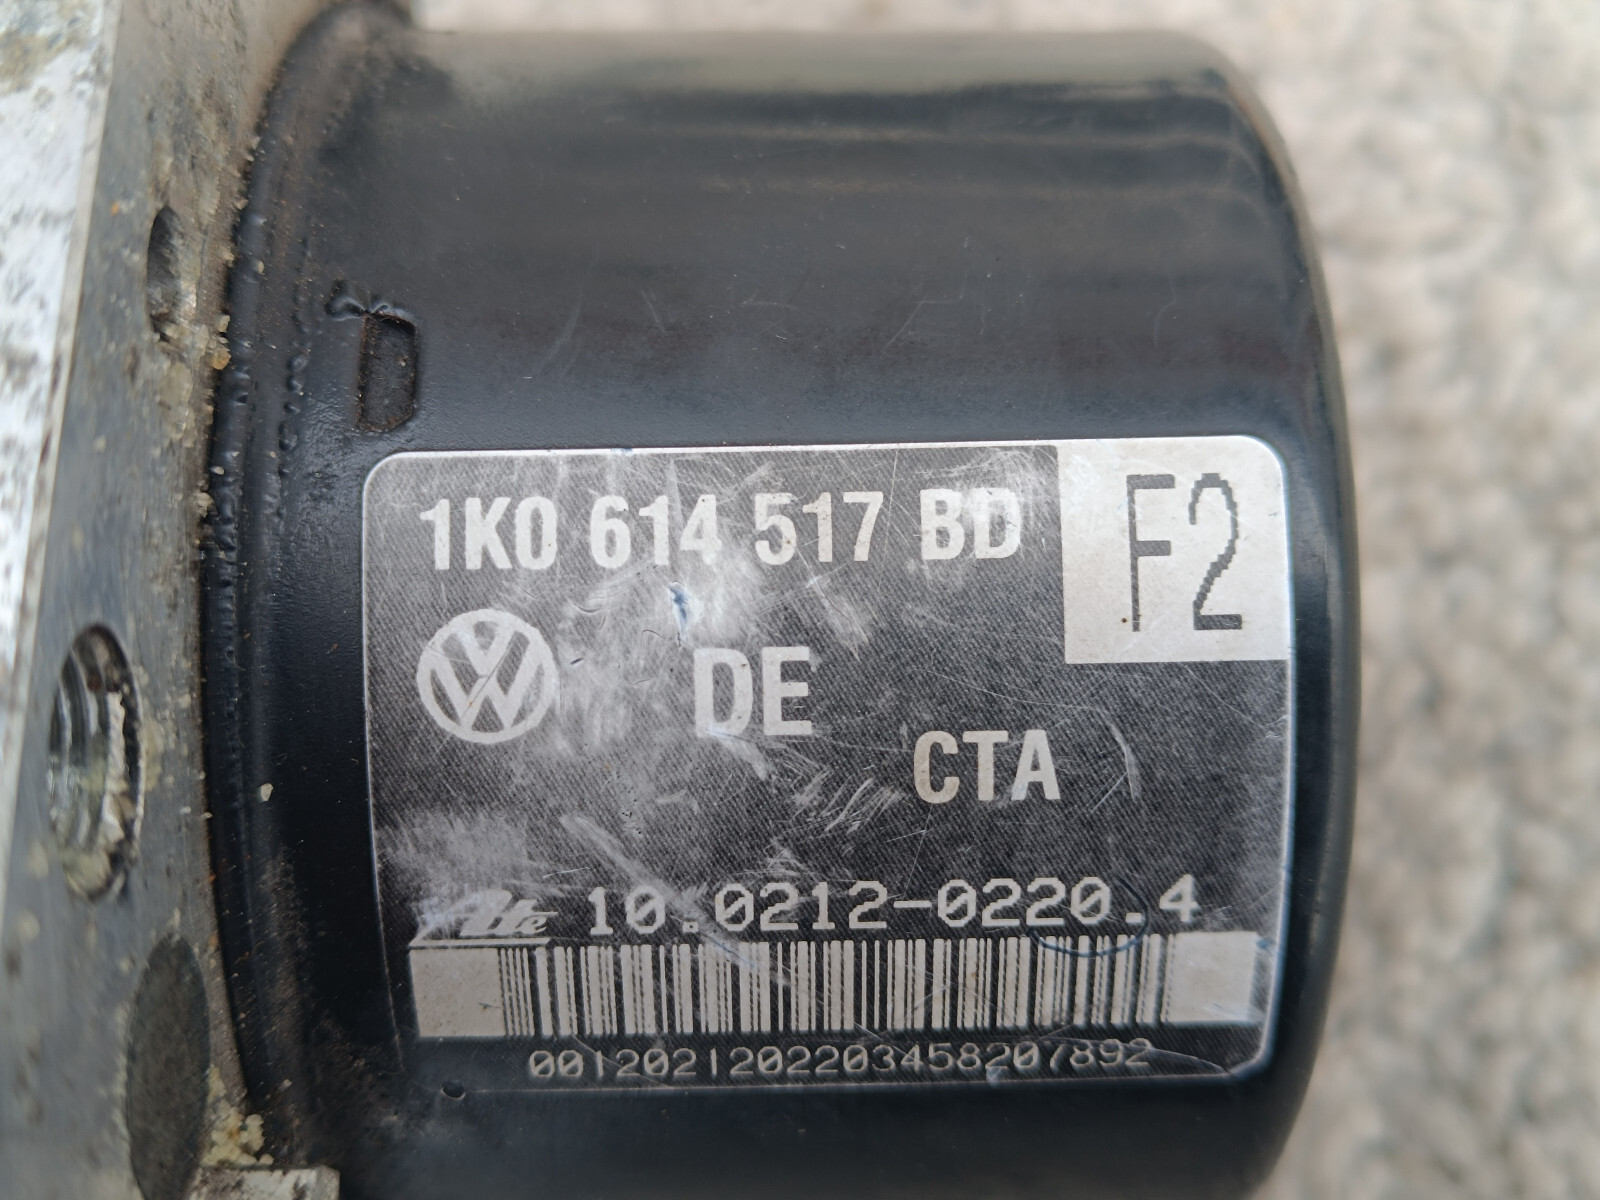 1K0 614 517 BD
F2
DE
CTA
Ate 10.0212-0220.4
0012021202203458207892